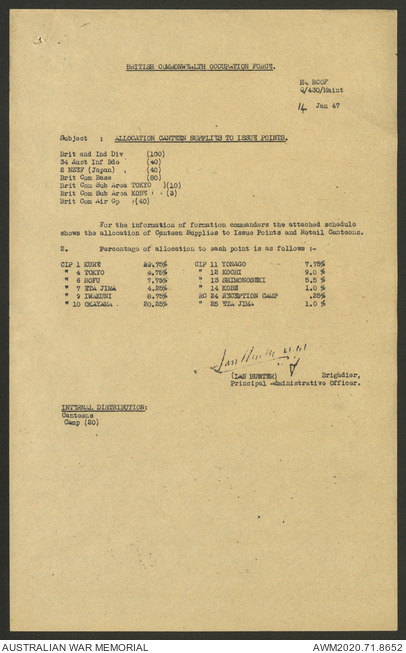 BRITISH COMMONWEALTH OCCUPATION FORCE.
HQ BCOF
Q/430/Maint
14 Jan 47
Subject : ALLOCATION CANTEEN SUPPLIES TO ISSUE POINTS.
Brit and Ind Div (100)
34 Aust Inf Bde (40)
2 NZEF (Japan) (40)
Brit Com Base (80)
Brit Com Sub Area TOKYO )(10)
Brit Com Sub Area KOBE )(3)
Brit Com Air Gp )(40)
For the information of formation commanders the attached schedule
shows the allocation of Canteen Supplies to Issue Points and Retail Canteens.
2. Percentage of allocation to each point is as follows :-
CIP 1 KURE 29.75% CIP 11 YONAGO 7.75%
" 4 TOKYO 4.75% " 12 KOCHI 9.0 %
" 6 BOFU 7.75% " 13 SHIMONOSEKI 5.5 %
" 7 ETA JIMA 4.25% " 14 KOBE 1.0 %
" 9 IWAKUNI 8.75% RC 24 RECEPTION CAMP .25%
" 10 OKAYAMA 20.25% " 25 ETA JIMA 1.0 %
Ian Hunter
(IAN HUNTER) Brigadier,
Principal Administrative Officer.
INTERNAL DISTRIBUTION:
Canteens
Camp (20)
AUSTRALIAN WAR MEMORIAL AWM2020.71.8652